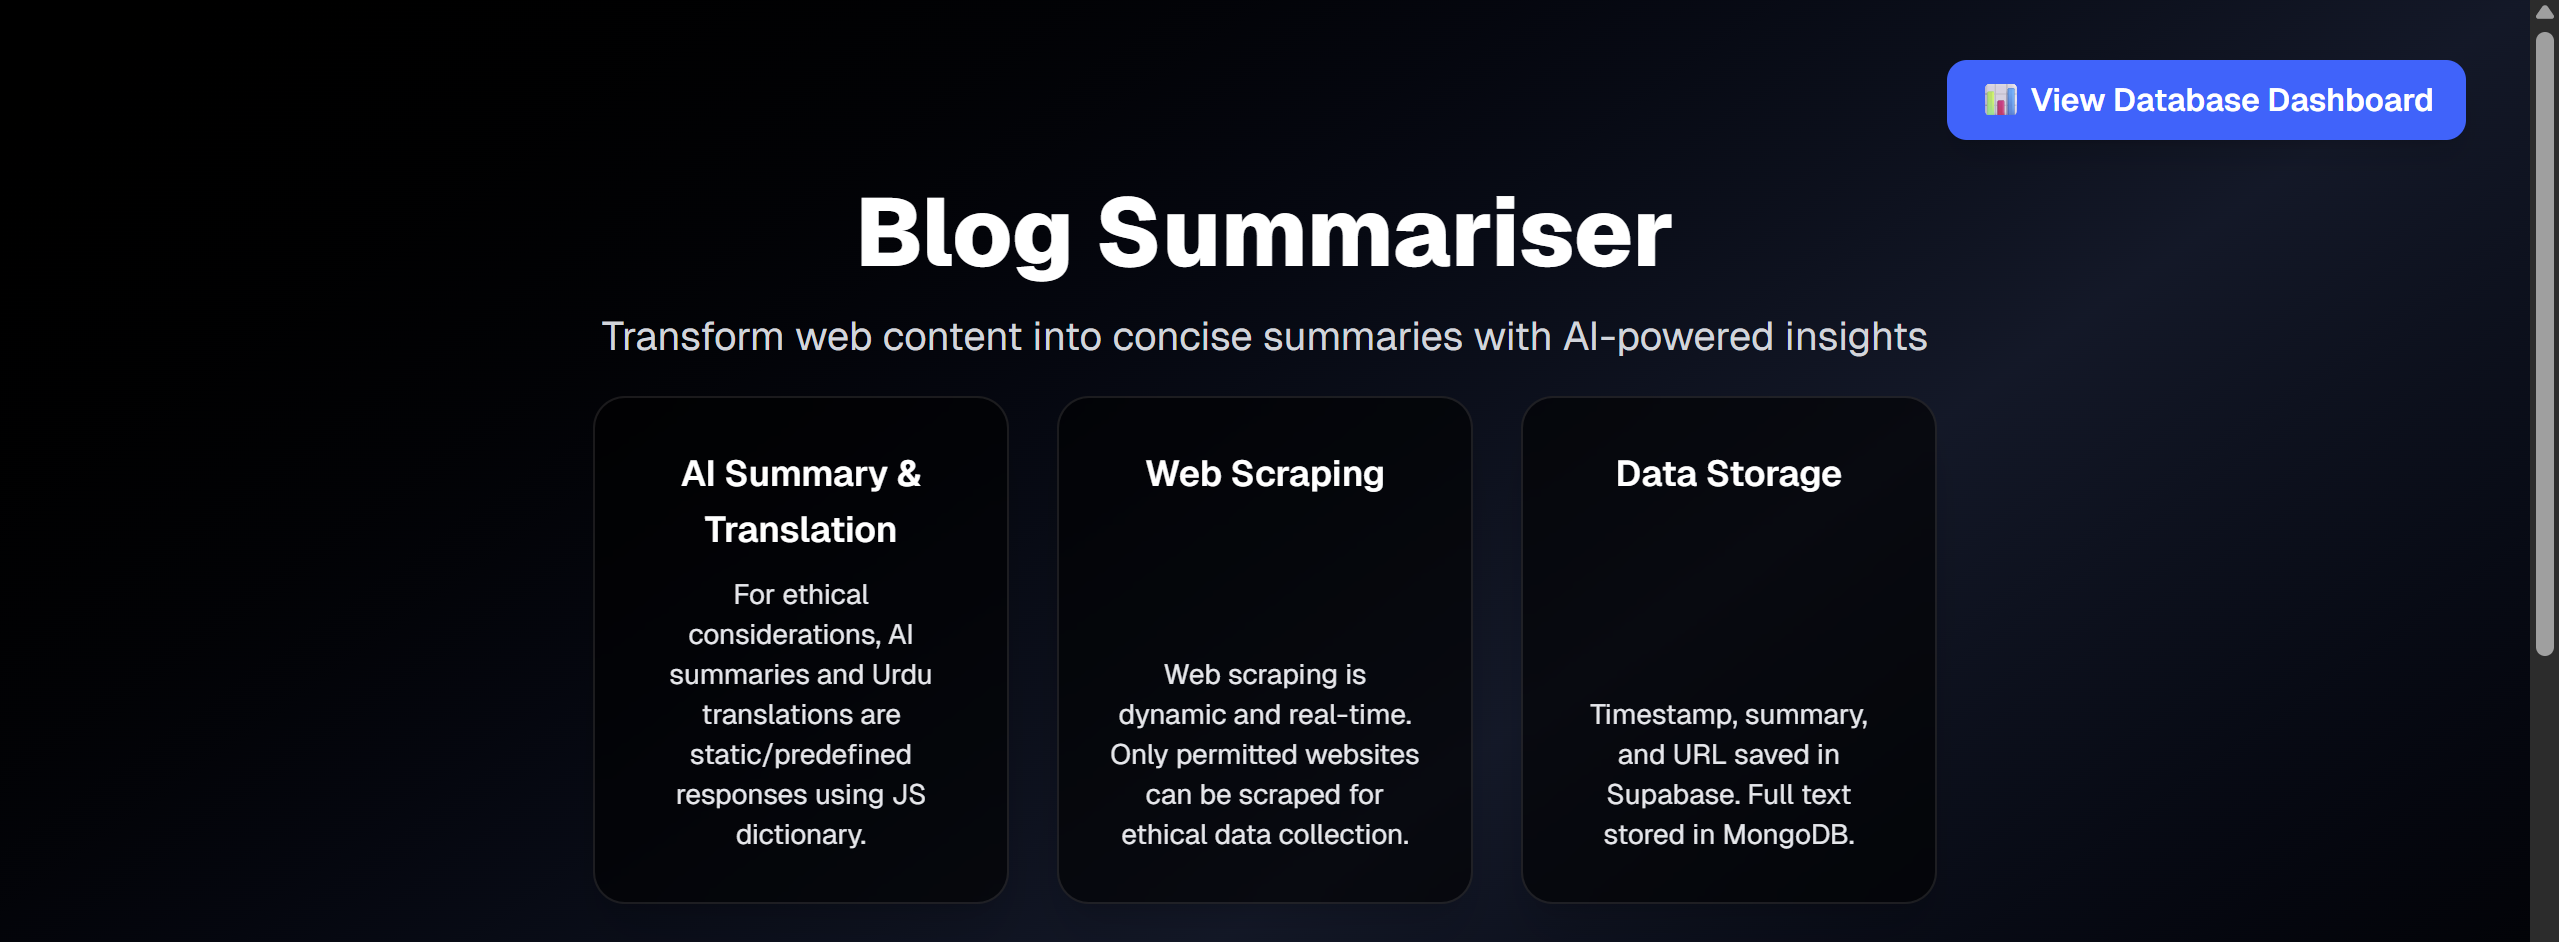 View Database Dashboard
Blog Summariser
Transform web content into concise summaries with AI-powered insights
AI Summary &
Translation
For ethical
considerations, AI
summaries and Urdu
translations are
static/predefined
responses using JS
dictionary.
Web Scraping
Web scraping is
dynamic and real-time.
Only permitted websites
can be scraped for
ethical data collection.
Data Storage
Timestamp, summary,
and URL saved in
Supabase. Full text
stored in MongoDB.